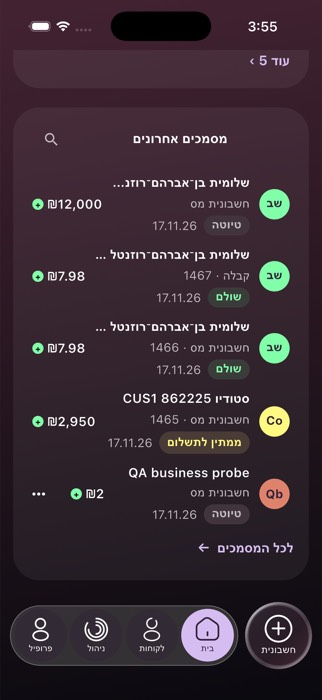 3:55
עוד 5 ›
מסמכים אחרונים
שב
שלומית בן־אברהם־רוזנ...
חשבונית מס
₪12,000
טיוטה 17.11.26
שב
שלומית בן־אברהם־רוזנטל ...
קבלה · 1467
₪7.98
שולם 17.11.26
שב
שלומית בן־אברהם־רוזנטל ...
חשבונית מס · 1466
₪7.98
שולם 17.11.26
Co
סטודיו CUS1 862225
חשבונית מס · 1465
₪2,950
ממתין לתשלום 17.11.26
Qb
QA business probe
חשבונית מס
₪2
טיוטה 17.11.26
לכל המסמכים ←
חשבונית
בית
לקוחות
ניהול
פרופיל